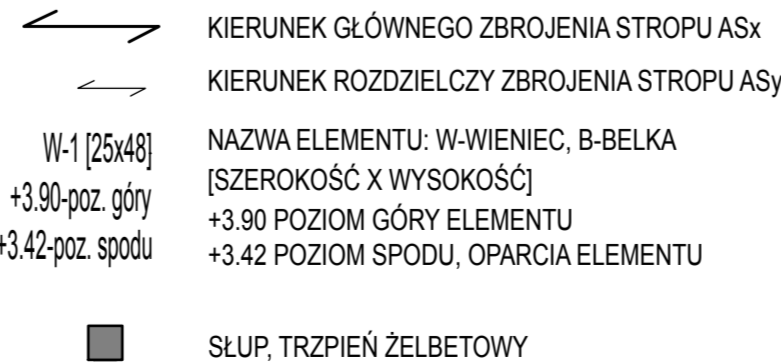 KIERUNEK GŁÓWNEGO ZBROJENIA STROPU ASx
KIERUNEK ROZDZIELCZY ZBROJENIA STROPU ASy
W-1 [25x48]
+3.90-poz. góry
+3.42-poz. spodu
NAZWA ELEMENTU: W-WIENIEC, B-BELKA
[SZEROKOŚĆ X WYSOKOŚĆ]
+3.90 POZIOM GÓRY ELEMENTU
+3.42 POZIOM SPODU, OPARCIA ELEMENTU
SŁUP, TRZPIEŃ ŻELBETOWY